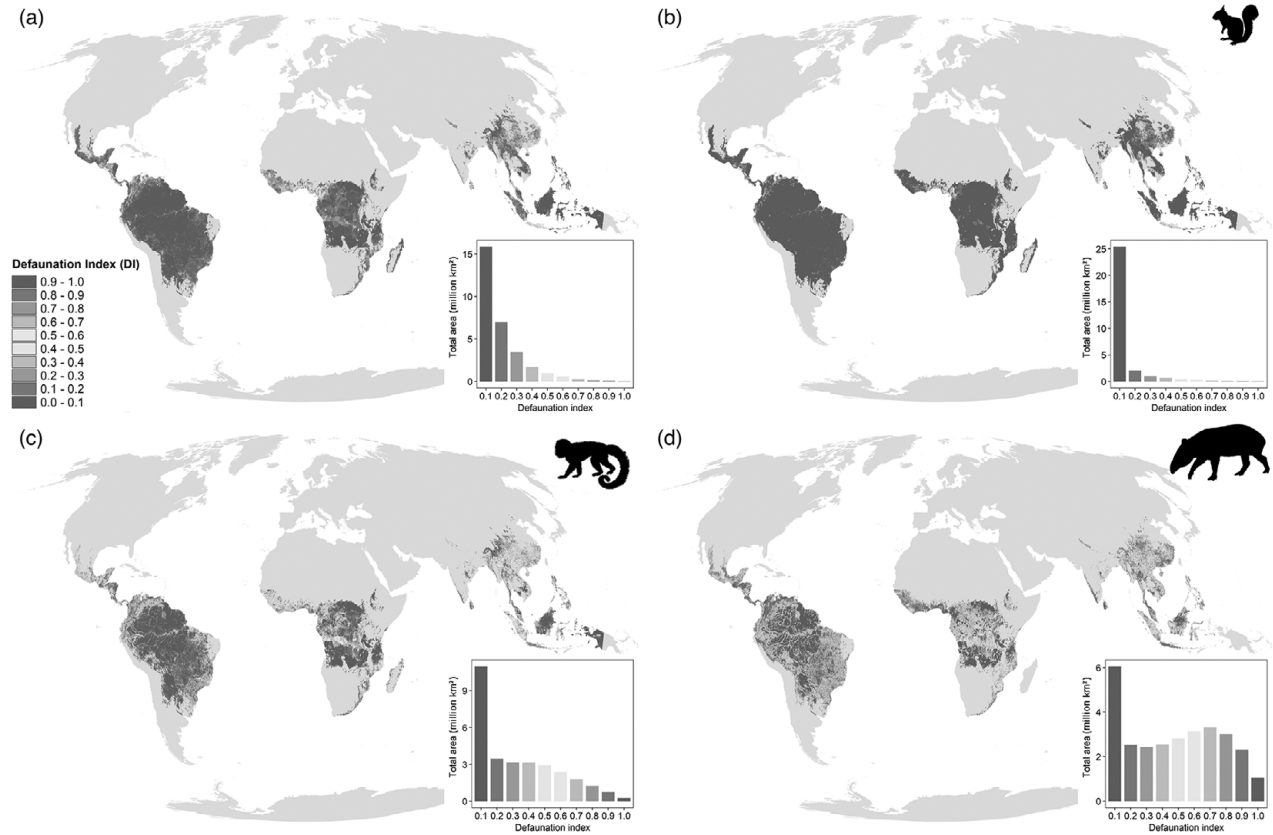 (a)
(b)
Defaunation Index (DI)
0.9 - 1.0
0.8 - 0.9
0.7 - 0.8
0.6 - 0.7
0.5 - 0.6
0.4 - 0.5
0.3 - 0.4
0.2 - 0.3
0.1 - 0.2
0.0 - 0.1
Total area (million km²)
15
10
5
0
0.1 0.2 0.3 0.4 0.5 0.6 0.7 0.8 0.9 1.0
Defaunation index
Total area (million km²)
25
20
15
10
5
0
0.1 0.2 0.3 0.4 0.5 0.6 0.7 0.8 0.9 1.0
Defaunation index
(c)
(d)
Total area (million km²)
9
6
3
0
0.1 0.2 0.3 0.4 0.5 0.6 0.7 0.8 0.9 1.0
Defaunation index
Total area (million km²)
6
4
2
0
0.1 0.2 0.3 0.4 0.5 0.6 0.7 0.8 0.9 1.0
Defaunation index